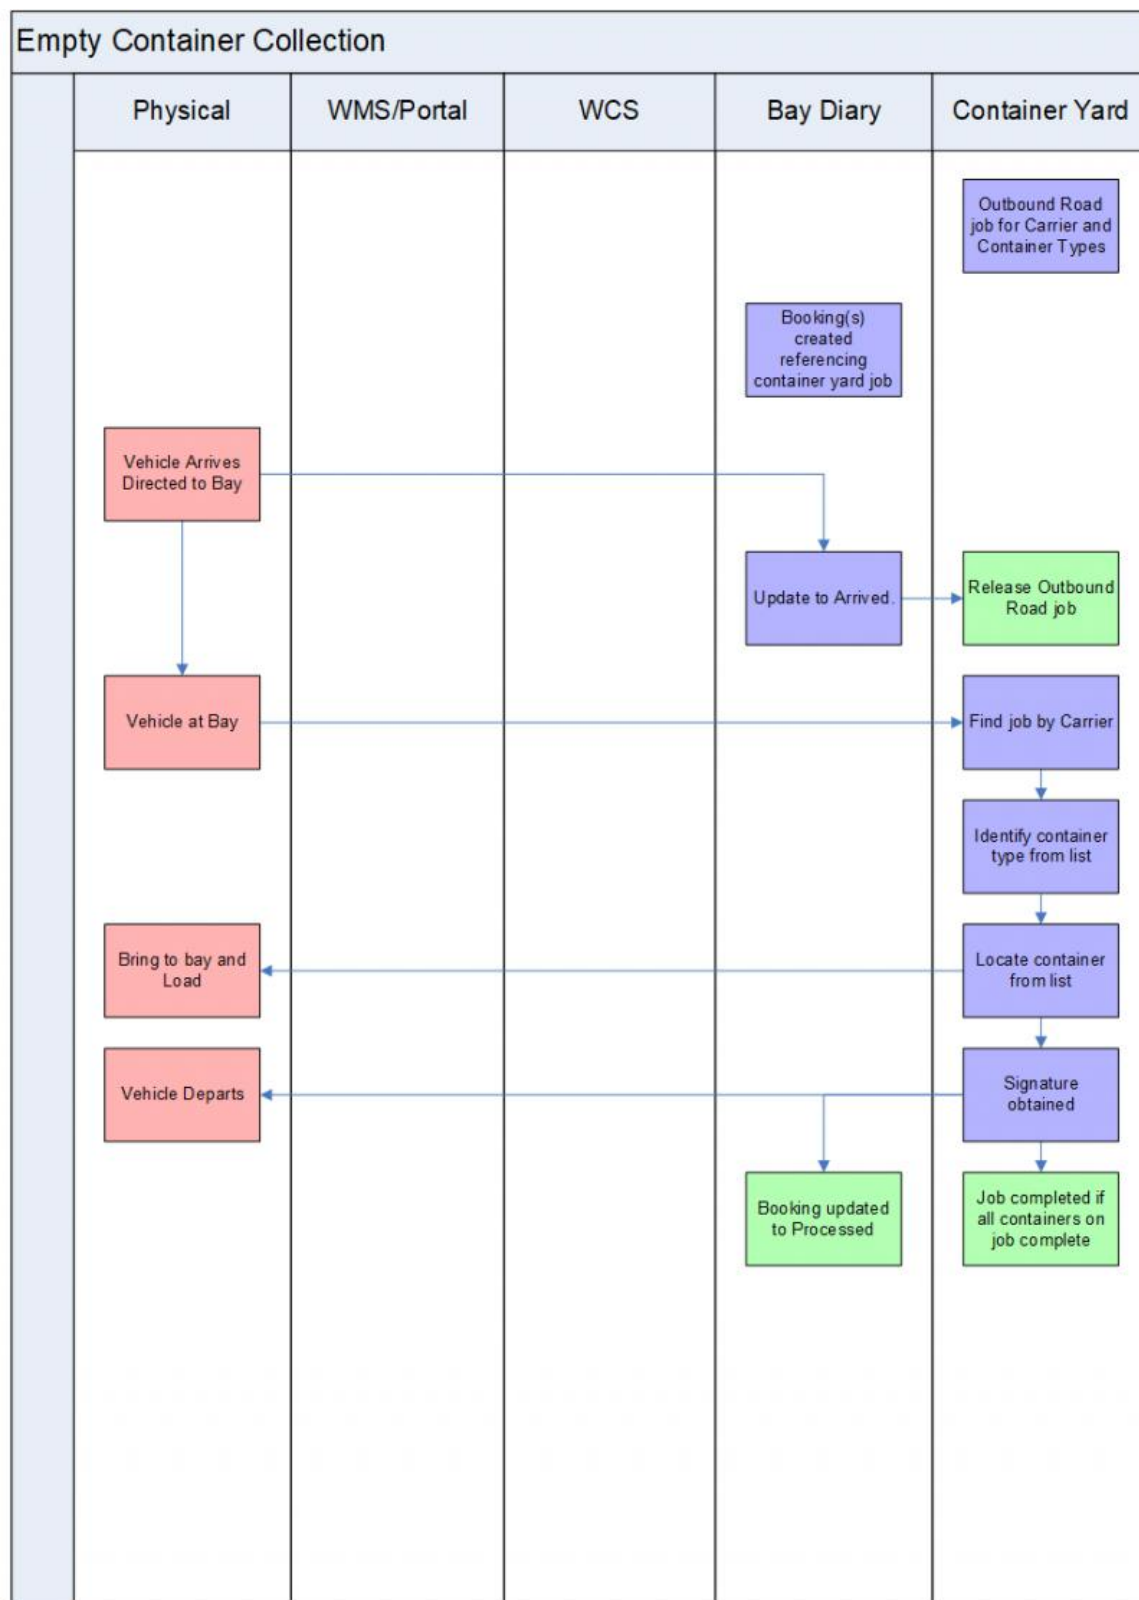 Empty Container Collection
Physical
WMS/Portal
WCS
Bay Diary
Container Yard
Outbound Road
job for Carrier and
Container Types
Booking(s)
created
referencing
container yard job
Vehicle Arrives
Directed to Bay
Update to Arrived.
Release Outbound
Road job
Vehicle at Bay
Find job by Carrier
Identify container
type from list
Bring to bay and
Load
Locate container
from list
Vehicle Departs
Signature
obtained
Booking updated
to Processed
Job completed if
all containers on
job complete